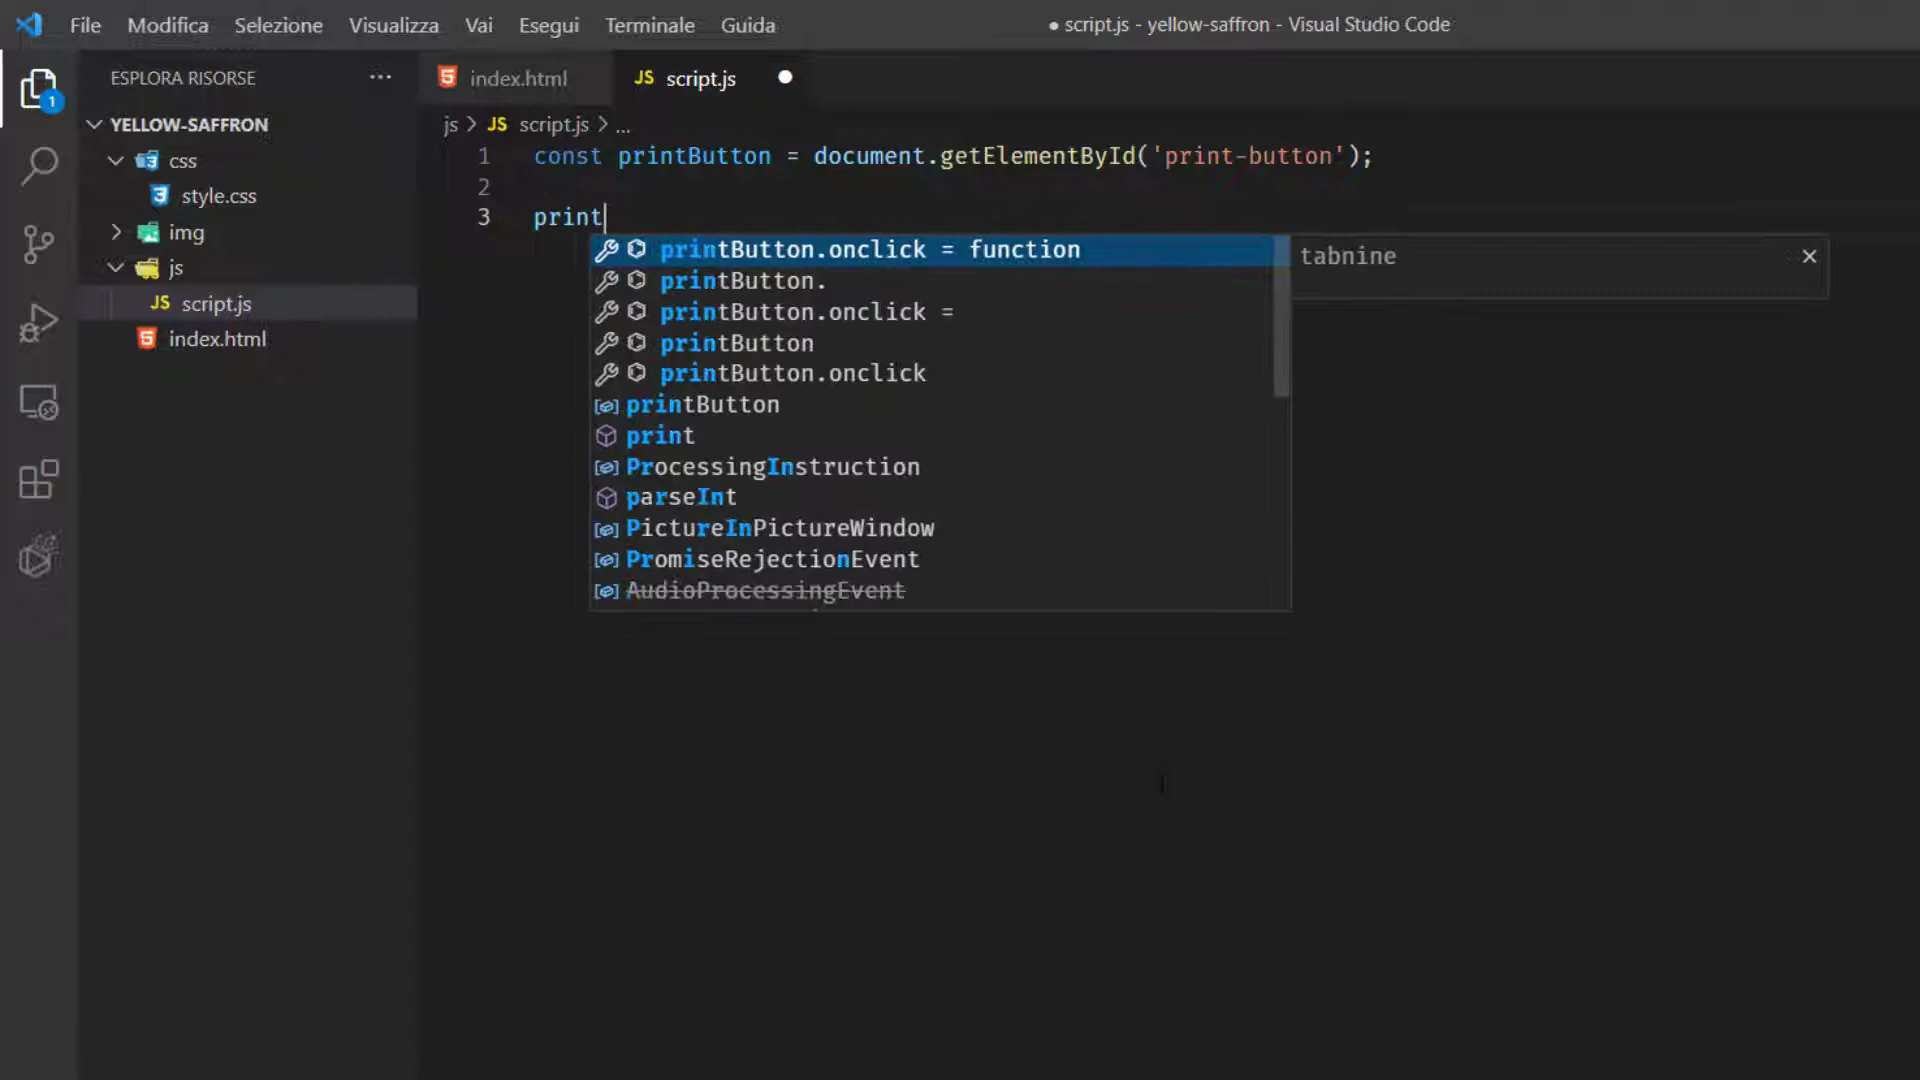 File Modifica Selezione Visualizza Vai Esegui Terminale Guida
● script.js - yellow-saffron - Visual Studio Code
ESPLORA RISORSE ...
YELLOW-SAFFRON
css
style.css
img
js
JS script.js
index.html
1
index.html
JS script.js
js > JS script.js > ...
1 const printButton = document.getElementById('print-button');
2
3 print
printButton.onclick = function
printButton.
printButton.onclick =
printButton
printButton.onclick
printButton
print
ProcessingInstruction
parseInt
PictureInPictureWindow
PromiseRejectionEvent
AudioProcessingEvent
tabnine